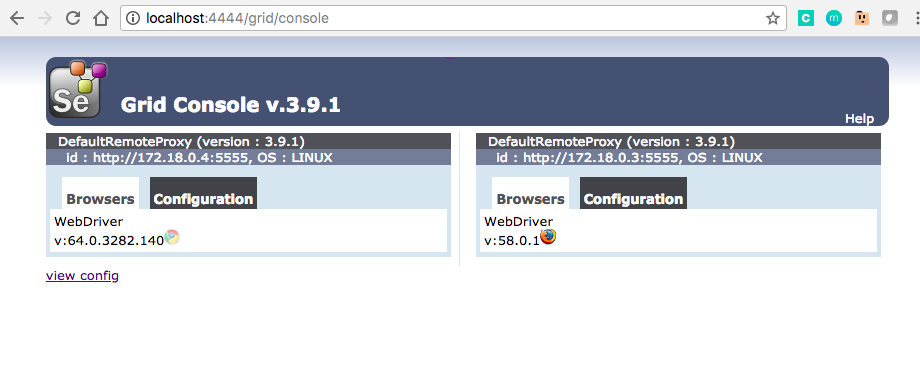 localhost:4444/grid/console
C
m
Se
Grid Console v.3.9.1
Help
DefaultRemoteProxy (version : 3.9.1)
id : http://172.18.0.4:5555, OS : LINUX
Browsers
Configuration
WebDriver
v:64.0.3282.140
DefaultRemoteProxy (version : 3.9.1)
id : http://172.18.0.3:5555, OS : LINUX
Browsers
Configuration
WebDriver
v:58.0.1
view config